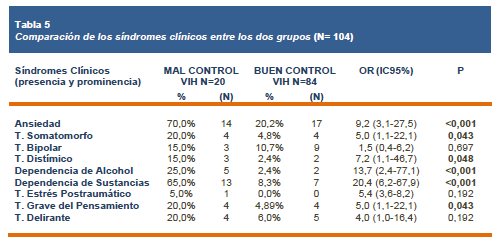 Tabla 5
Comparación de los síndromes clínicos entre los dos grupos (N= 104)
Síndromes Clínicos MAL CONTROL BUEN CONTROL OR (IC95%) P
(presencia y prominencia) VIH N=20 VIH N=84
% (N) % (N)
Ansiedad 70,0% 14 20,2% 17 9,2 (3,1-27,5) <0,001
T. Somatomorfo 20,0% 4 4,8% 4 5,0 (1,1-22,1) 0,043
T. Bipolar 15,0% 3 10,7% 9 1,5 (0,4-6,2) 0,697
T. Distímico 15,0% 3 2,4% 2 7,2 (1,1-46,7) 0,048
Dependencia de Alcohol 25,0% 5 2,4% 2 13,7 (2,4-77,1) <0,001
Dependencia de Sustancias 65,0% 13 8,3% 7 20,4 (6,2-67,9) <0,001
T. Estrés Postraumático 5,0% 1 0,0% 0 5,4 (3,6-8,2) 0,192
T. Grave del Pensamiento 20,0% 4 4,89% 4 5,0 (1,1-22,1) 0,043
T. Delirante 20,0% 4 6,0% 5 4,0 (1,0-16,4) 0,192